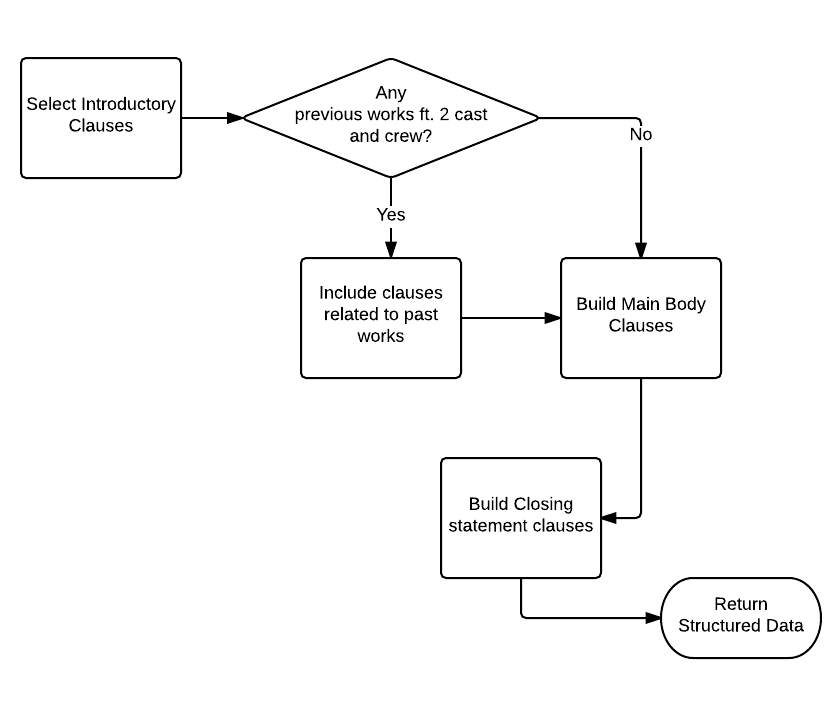 Select Introductory
Clauses
Any
previous works ft. 2 cast
and crew?
No
Yes
Include clauses
related to past
works
Build Main Body
Clauses
Build Closing
statement clauses
Return
Structured Data